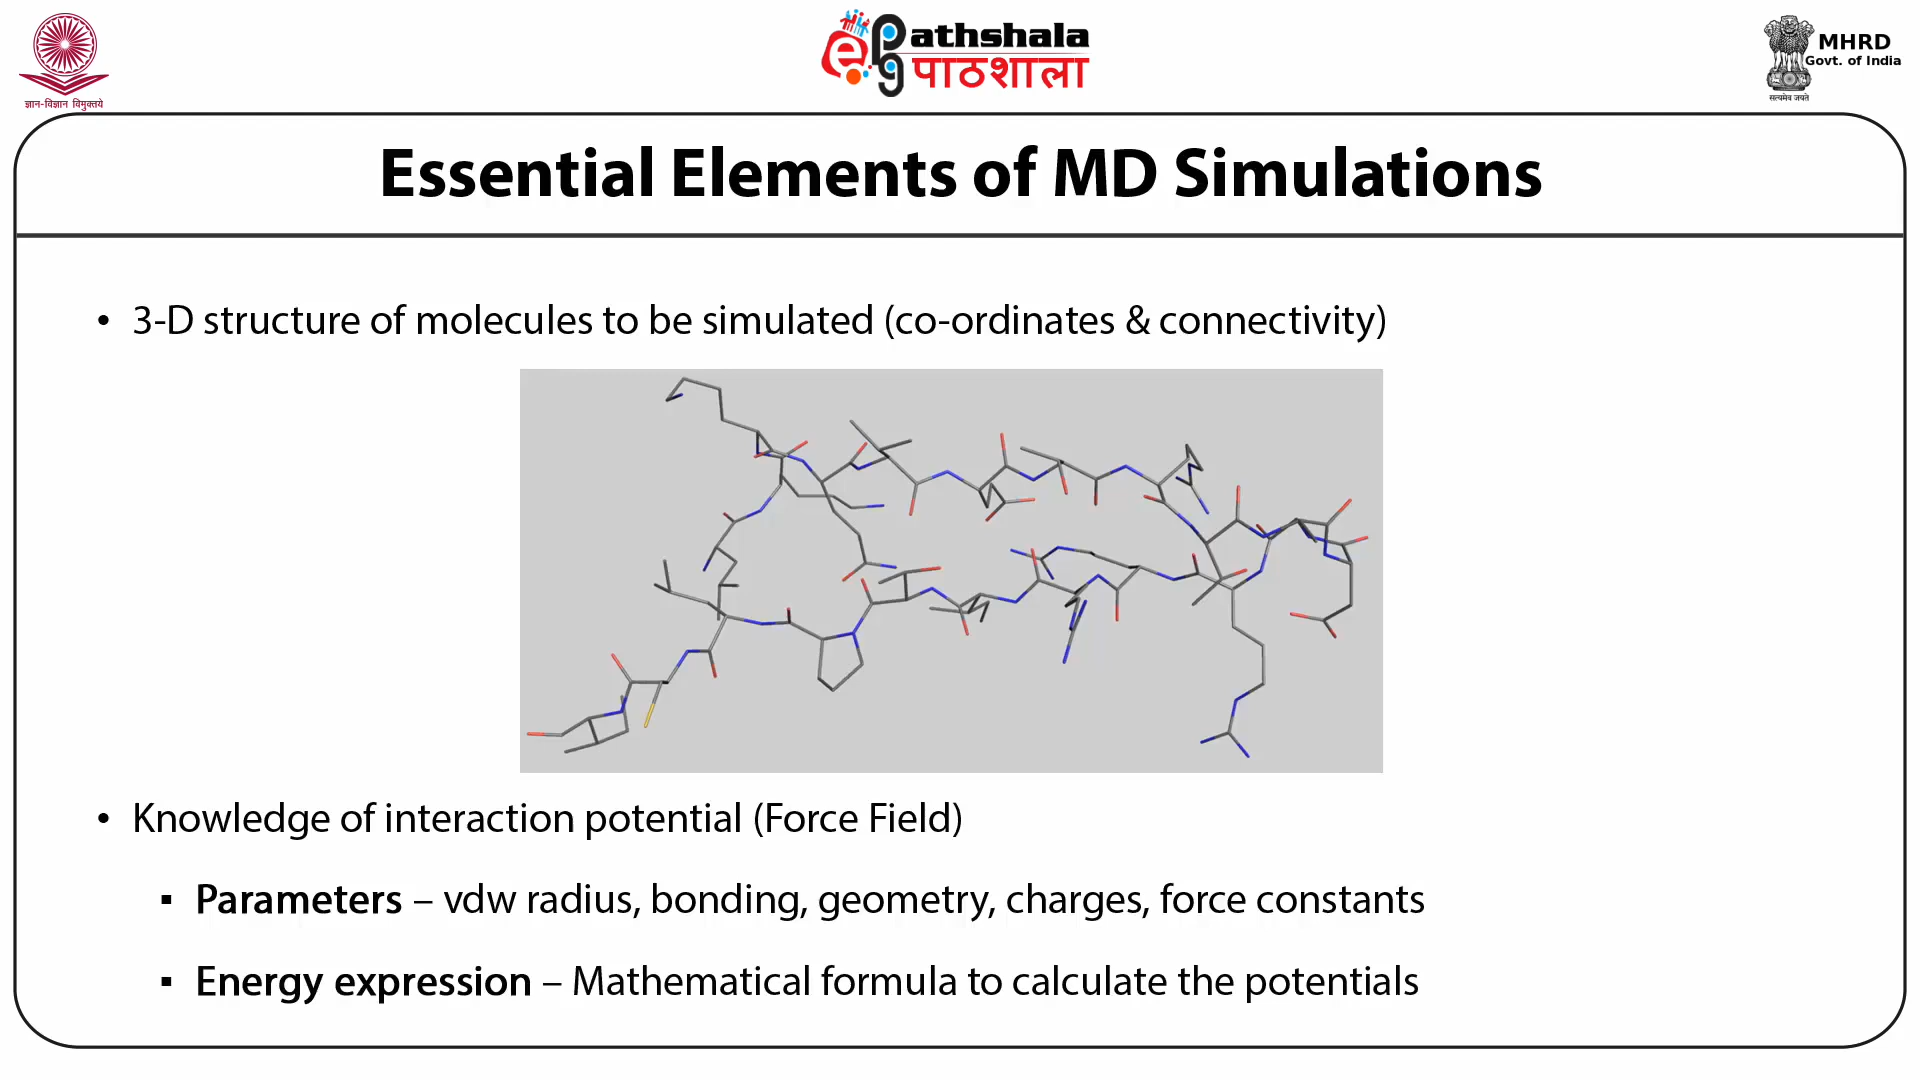 ज्ञान-विज्ञान विमुक्तये
ePathshala
पाठशाला
MHRD
Govt. of India
सत्यमेव जयते
Essential Elements of MD Simulations
• 3-D structure of molecules to be simulated (co-ordinates & connectivity)
• Knowledge of interaction potential (Force Field)
▪ Parameters – vdw radius, bonding, geometry, charges, force constants
▪ Energy expression – Mathematical formula to calculate the potentials